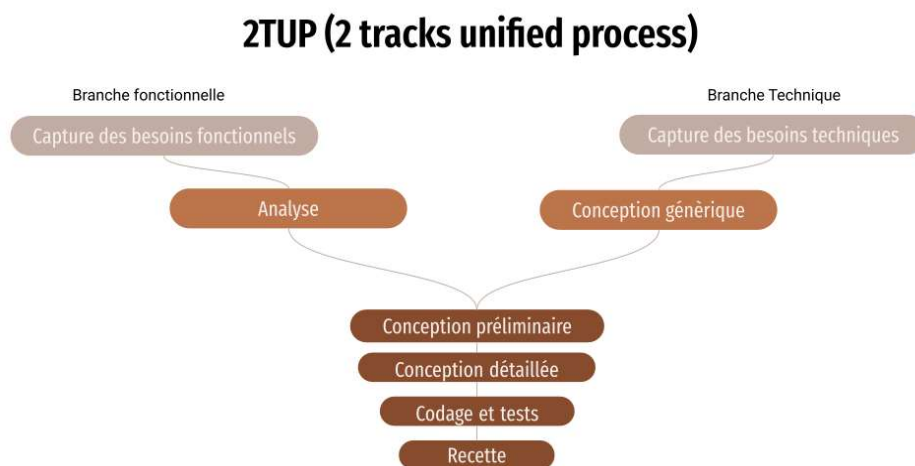 2TUP (2 tracks unified process)
Branche fonctionnelle
Branche Technique
Capture des besoins fonctionnels
Capture des besoins techniques
Analyse
Conception génèrique
Conception préliminaire
Conception détaillée
Codage et tests
Recette